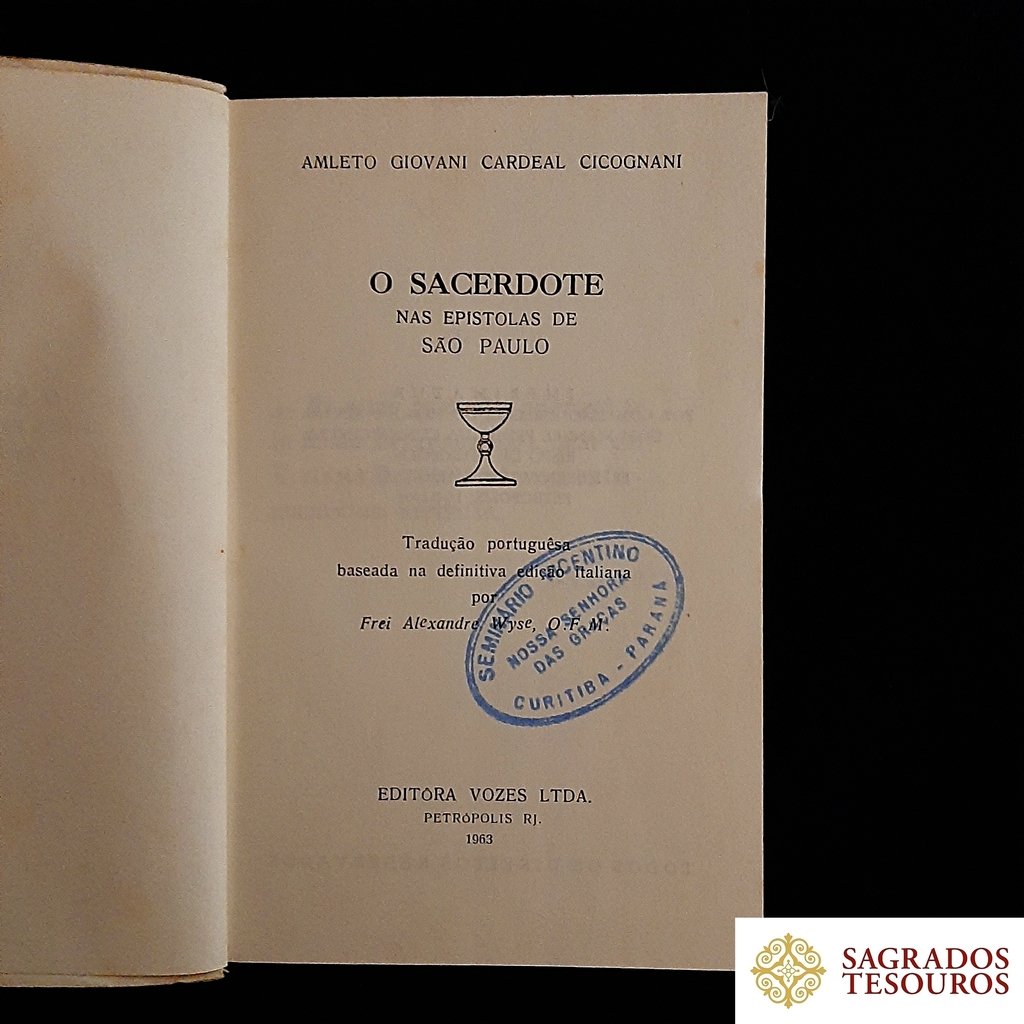 AMLETO GIOVANI CARDEAL CICOGNANI
O SACERDOTE
NAS EPISTOLAS DE
SÃO PAULO
Tradução portuguêsa
baseada na definitiva edição italiana
por
Frei Alexandre Wyse, O.F.M.
SEMINÁRIO VICENTINO
NOSSA SENHORA
DAS GRAÇAS
CURITIBA - PARANÁ
EDITÔRA VOZES LTDA.
PETRÓPOLIS RJ.
1963
SAGRADOS
TESOUROS